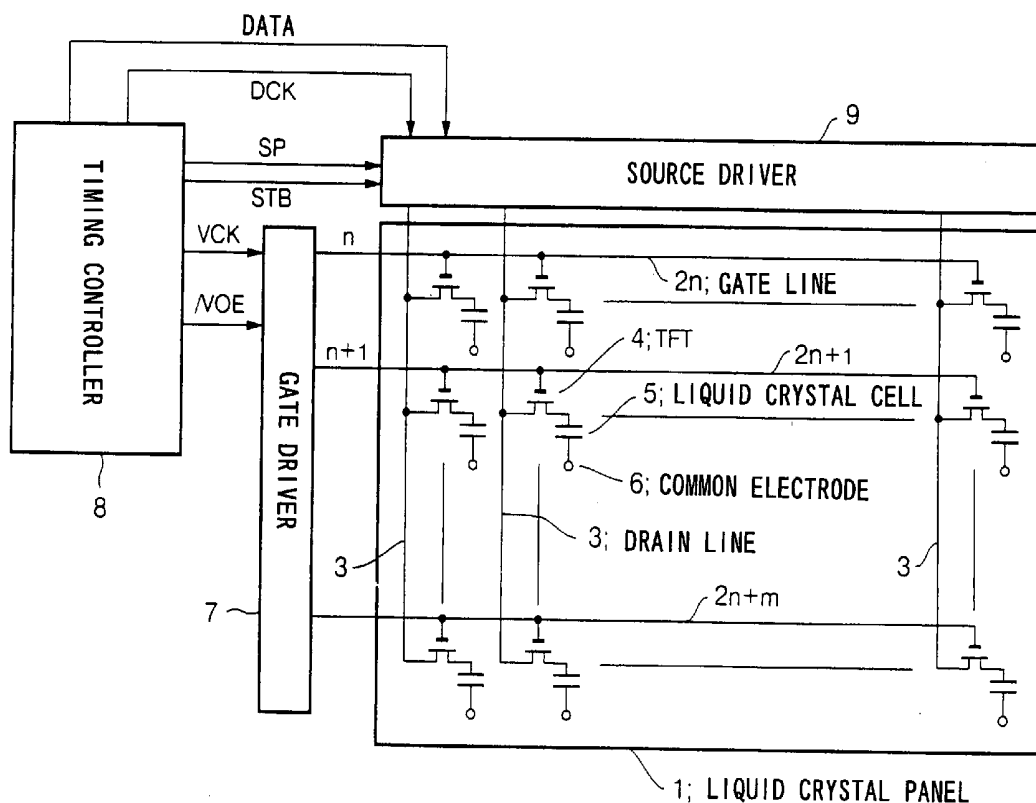 DATA
DCK
9
SP
SOURCE DRIVER
STB
TIMING CONTROLLER
VCK
n
2n; GATE LINE
/VOE
4; TFT
n+1
2n+1
5; LIQUID CRYSTAL CELL
GATE DRIVER
8
6; COMMON ELECTRODE
3
3; DRAIN LINE
3
7
2n+m
1; LIQUID CRYSTAL PANEL